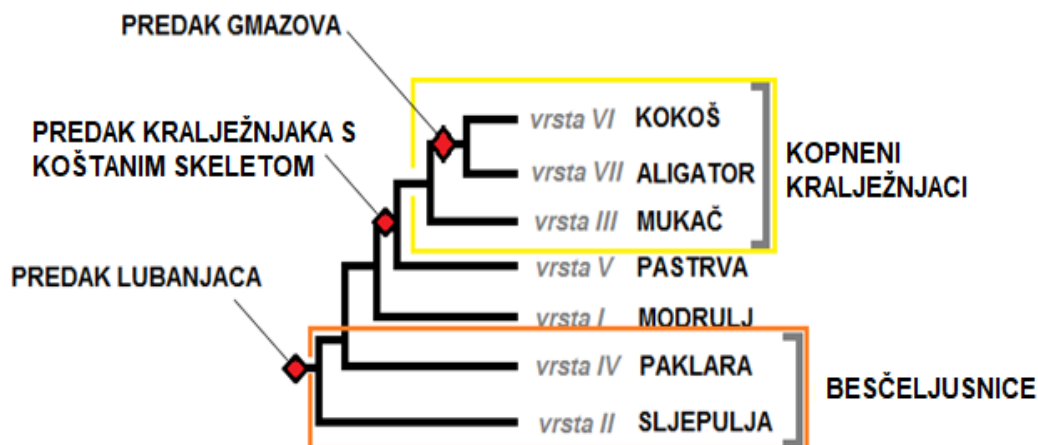 PREDAK GMAZOVA
PREDAK KRALJEŽNJAKA S
KOŠTANIM SKELETOM
PREDAK LUBANJACA
vrsta VI KOKOŠ
vrsta VII ALIGATOR
vrsta III MUKAČ
vrsta V PASTRVA
vrsta I MODRULJ
vrsta IV PAKLARA
vrsta II SLJEPULJA
KOPNENI
KRALJEŽNJACI
BESČELJUSNICE